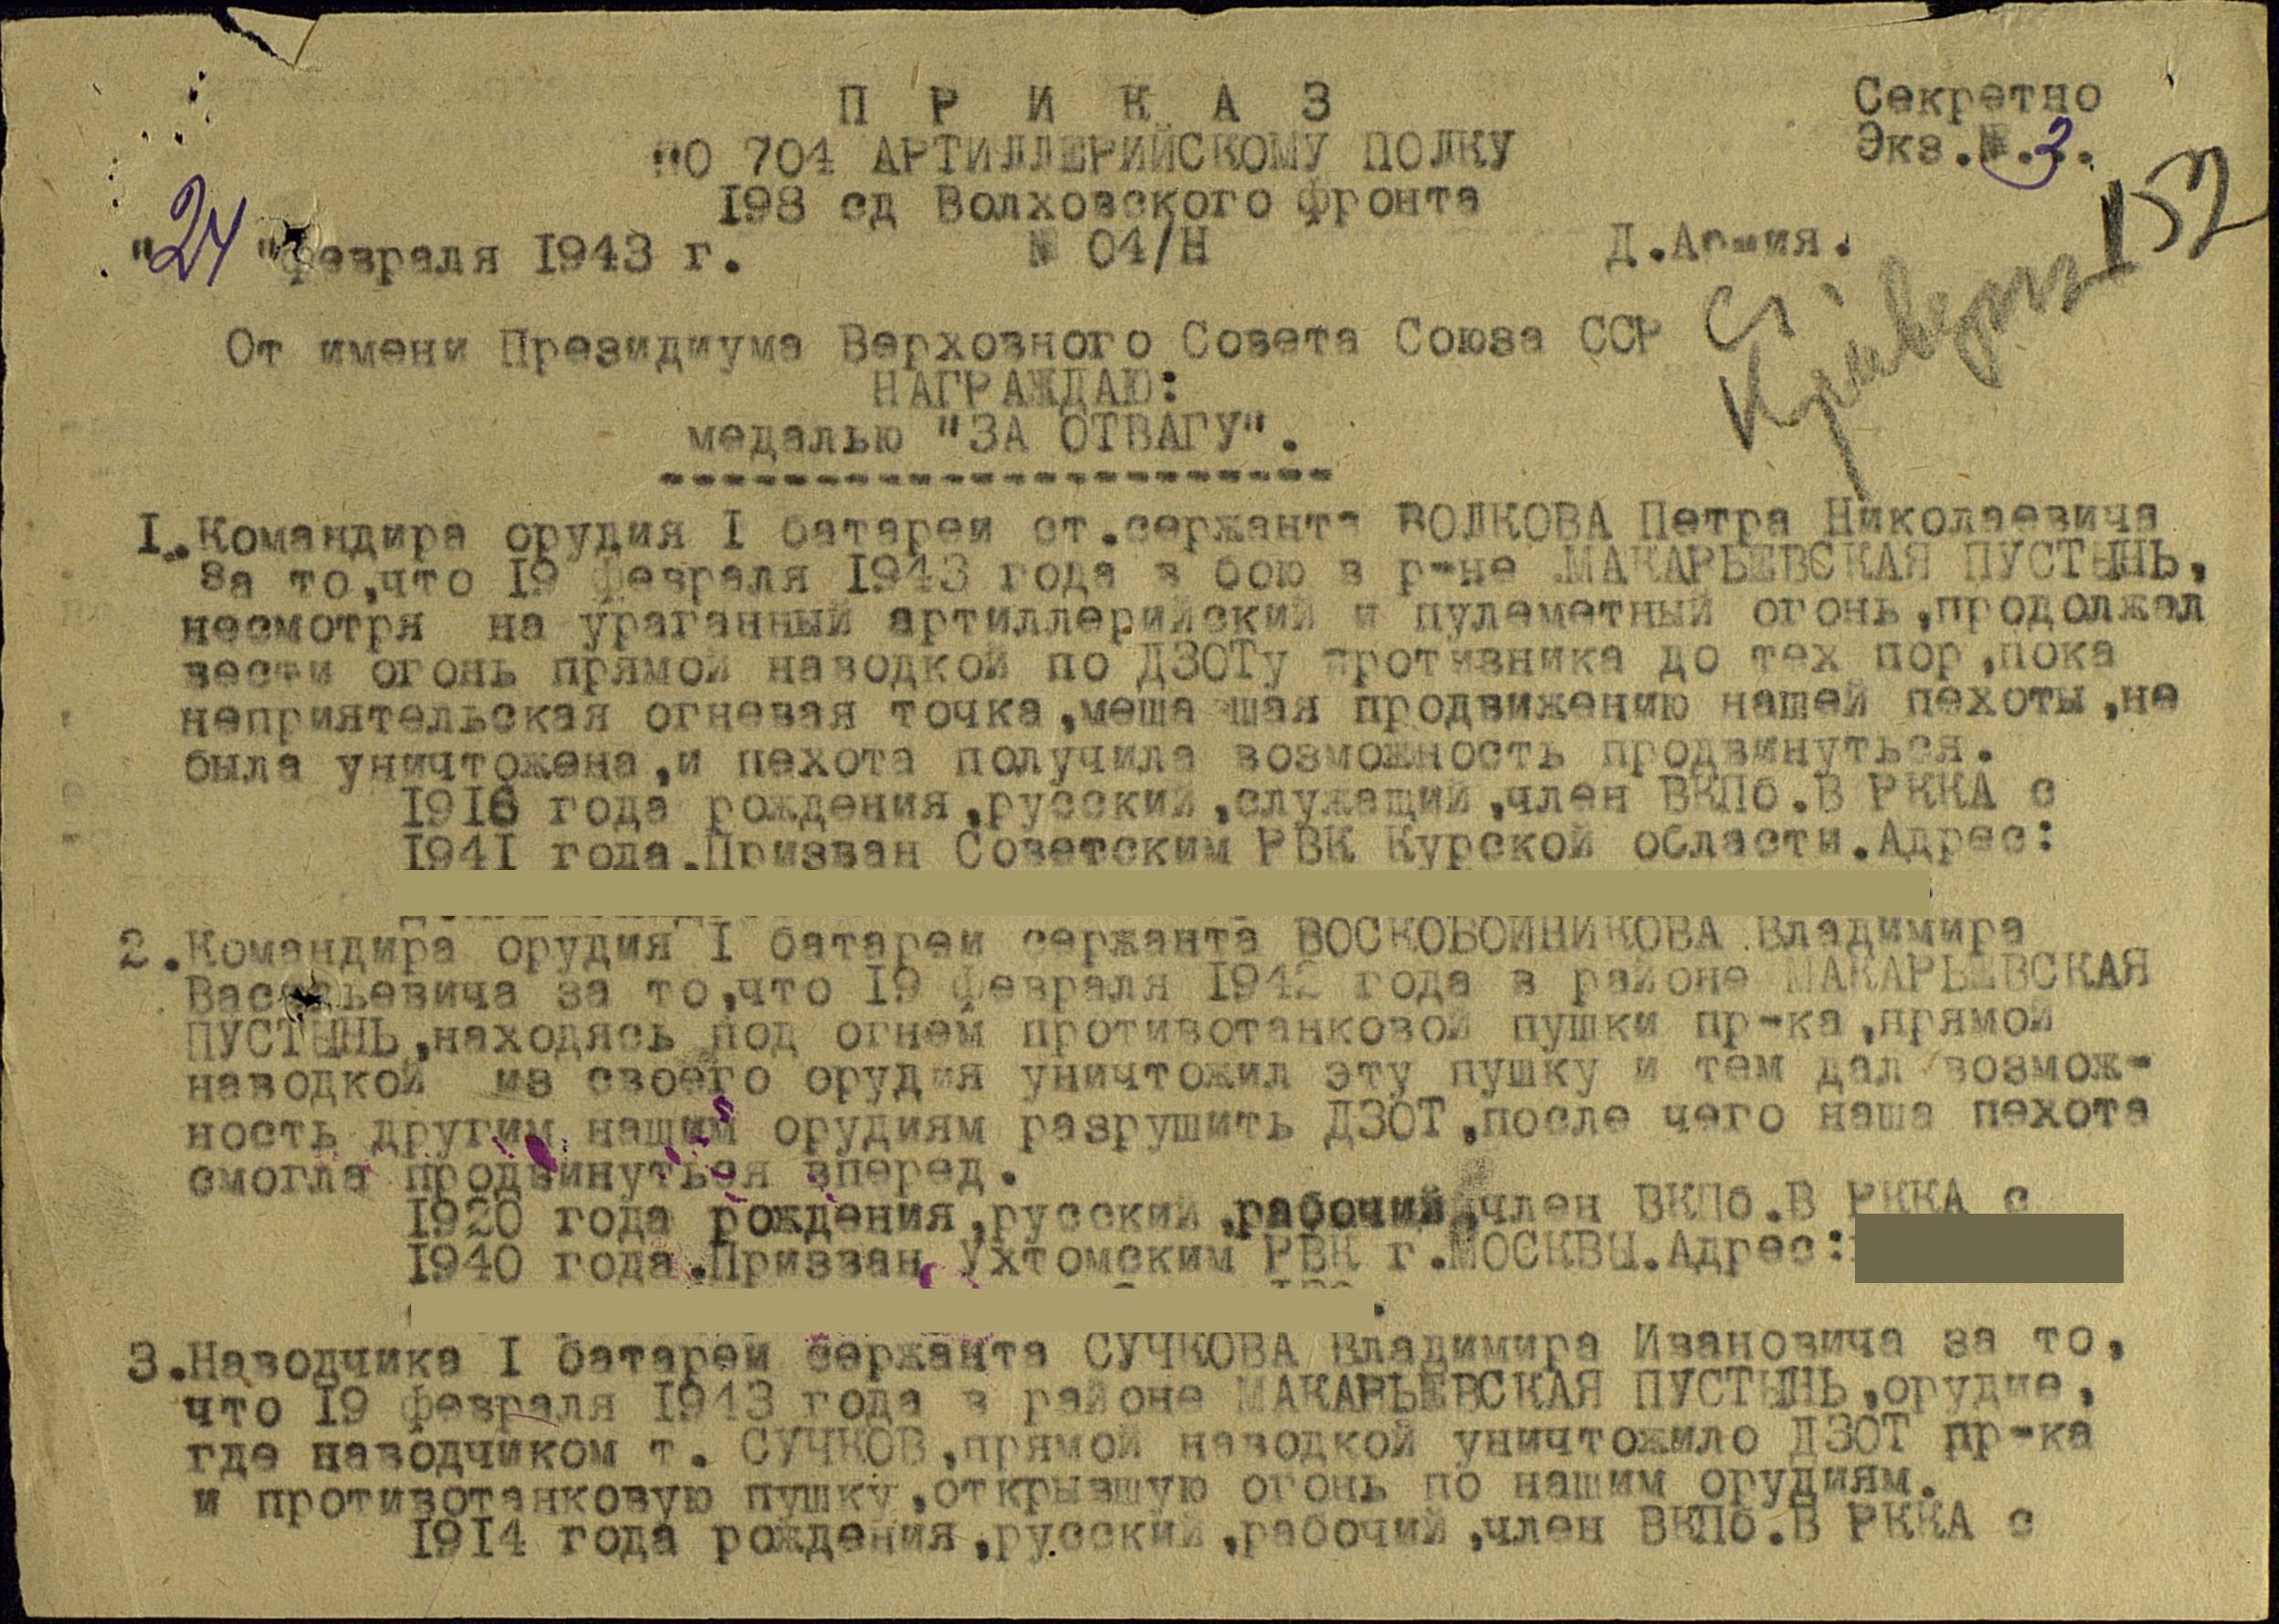 П Р И К А З
Секретно
ПО 704 АРТИЛЛЕРИЙСКОМУ ПОЛКУ
Экз.№.3.
198 сд Волховского фронта
152
"24 "февраля 1943 г. № 04/Н Д.Армия.
От имени Президиума Верховного Совета Союза ССР
НАГРАЖДАЮ:
медалью "ЗА ОТВАГУ".
---------------------
I.Командира орудия I батареи ст.сержанта ВОЛКОВА Петра Николаевича
за то,что 19 февраля 1943 года в бою в р-не МАКАРЬЕВСКАЯ ПУСТЫНЬ,
несмотря на ураганный артиллерийский и пулеметный огонь,продолжал
вести огонь прямой наводкой по ДЗОТу противника до тех пор,пока
неприятельская огневая точка,мешавшая продвижению нашей пехоты,не
была уничтожена,и пехота получила возможность продвинуться.
1916 года рождения,русский,служащий,член ВКПб.В РККА с
1941 года.Призван Советским РВК Курской области.Адрес:
2.Командира орудия I батареи сержанта ВОСКОБОЙНИКОВА Владимира
Васильевича за то,что 19 февраля 1942 года в районе МАКАРЬЕВСКАЯ
ПУСТЫНЬ,находясь под огнем противотанковой пушки пр-ка,прямой
наводкой из своего орудия уничтожил эту пушку и тем дал возмож-
ность другим нашим орудиям разрушить ДЗОТ,после чего наша пехота
смогла продвинуться вперед.
1920 года рождения,русский,рабочий,член ВКПб.В РККА с
1940 года.Призван Ухтомским РВК г.МОСКВЫ.Адрес:
3.Наводчика I батареи сержанта СУЧКОВА Владимира Ивановича за то,
что 19 февраля 1943 года в районе МАКАРЬЕВСКАЯ ПУСТЫНЬ,орудие,
где наводчиком т. СУЧКОВ,прямой наводкой уничтожило ДЗОТ пр-ка
и противотанковую пушку,открывшую огонь по нашим орудиям.
1914 года рождения,русский,рабочий,член ВКПб.В РККА с